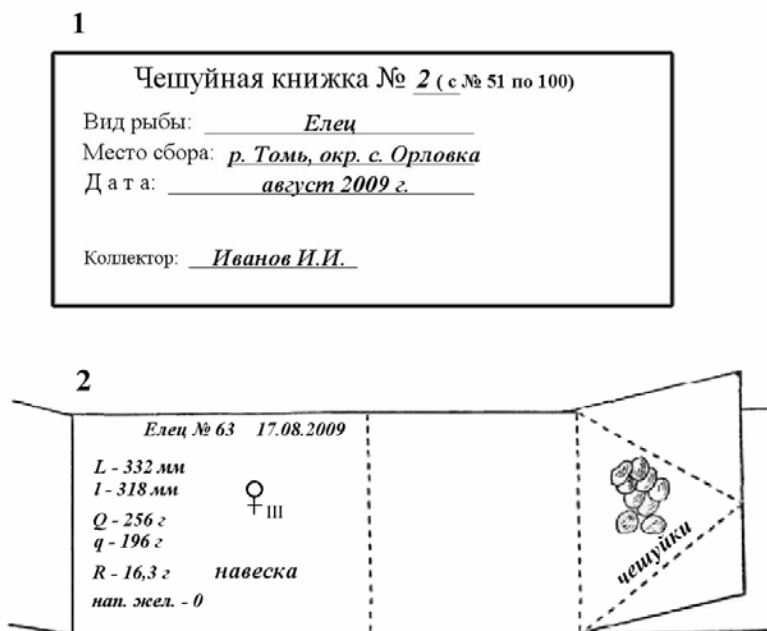 1
Чешуйная книжка № 2 ( с № 51 по 100)
Вид рыбы: Елец
Место сбора: р. Томь, окр. с. Орловка
Д а т а: август 2009 г.
Коллектор: Иванов И.И.
2
Елец № 63 17.08.2009
L - 332 мм
l - 318 мм
♀ III
Q - 256 г
q - 196 г
R - 16,3 г навеска
нап. жел. - 0
чешуйки